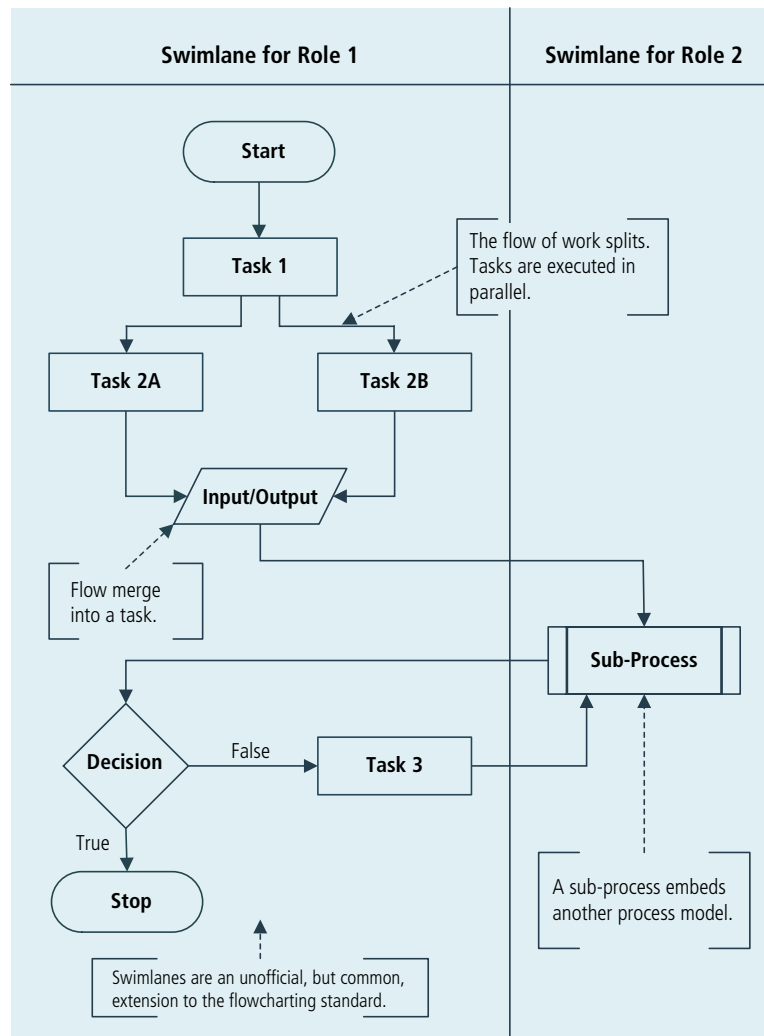 Swimlane for Role 1
Swimlane for Role 2
Start
Task 1
The flow of work splits.
Tasks are executed in
parallel.
Task 2A
Task 2B
Input/Output
Flow merge
into a task.
Sub-Process
Decision
False
Task 3
True
Stop
A sub-process embeds
another process model.
Swimlanes are an unofficial, but common,
extension to the flowcharting standard.